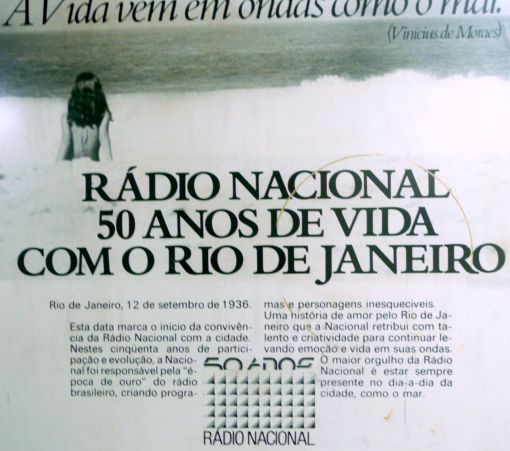 A Vida vem em ondas como o mar.
(Vinícius de Moraes)
RÁDIO NACIONAL
50 ANOS DE VIDA
COM O RIO DE JANEIRO
Rio de Janeiro, 12 de setembro de 1936.
Esta data marca o início da convivên-
cia da Rádio Nacional com a cidade.
Nestes cinqüenta anos de partici-
pação e evolução, a Nacio-
nal foi responsável pela "é-
poca de ouro" do rádio
brasileiro, criando progra-
mas e personagens inesquecíveis.
Uma história de amor pelo Rio de Ja-
neiro que a Nacional retribui com ta-
lento e criatividade para continuar le-
vando emoção e vida em suas ondas.
O maior orgulho da Rádio
Nacional é estar sempre
presente no dia-a-dia da
cidade, como o mar.
50 ANOS
RÁDIO NACIONAL